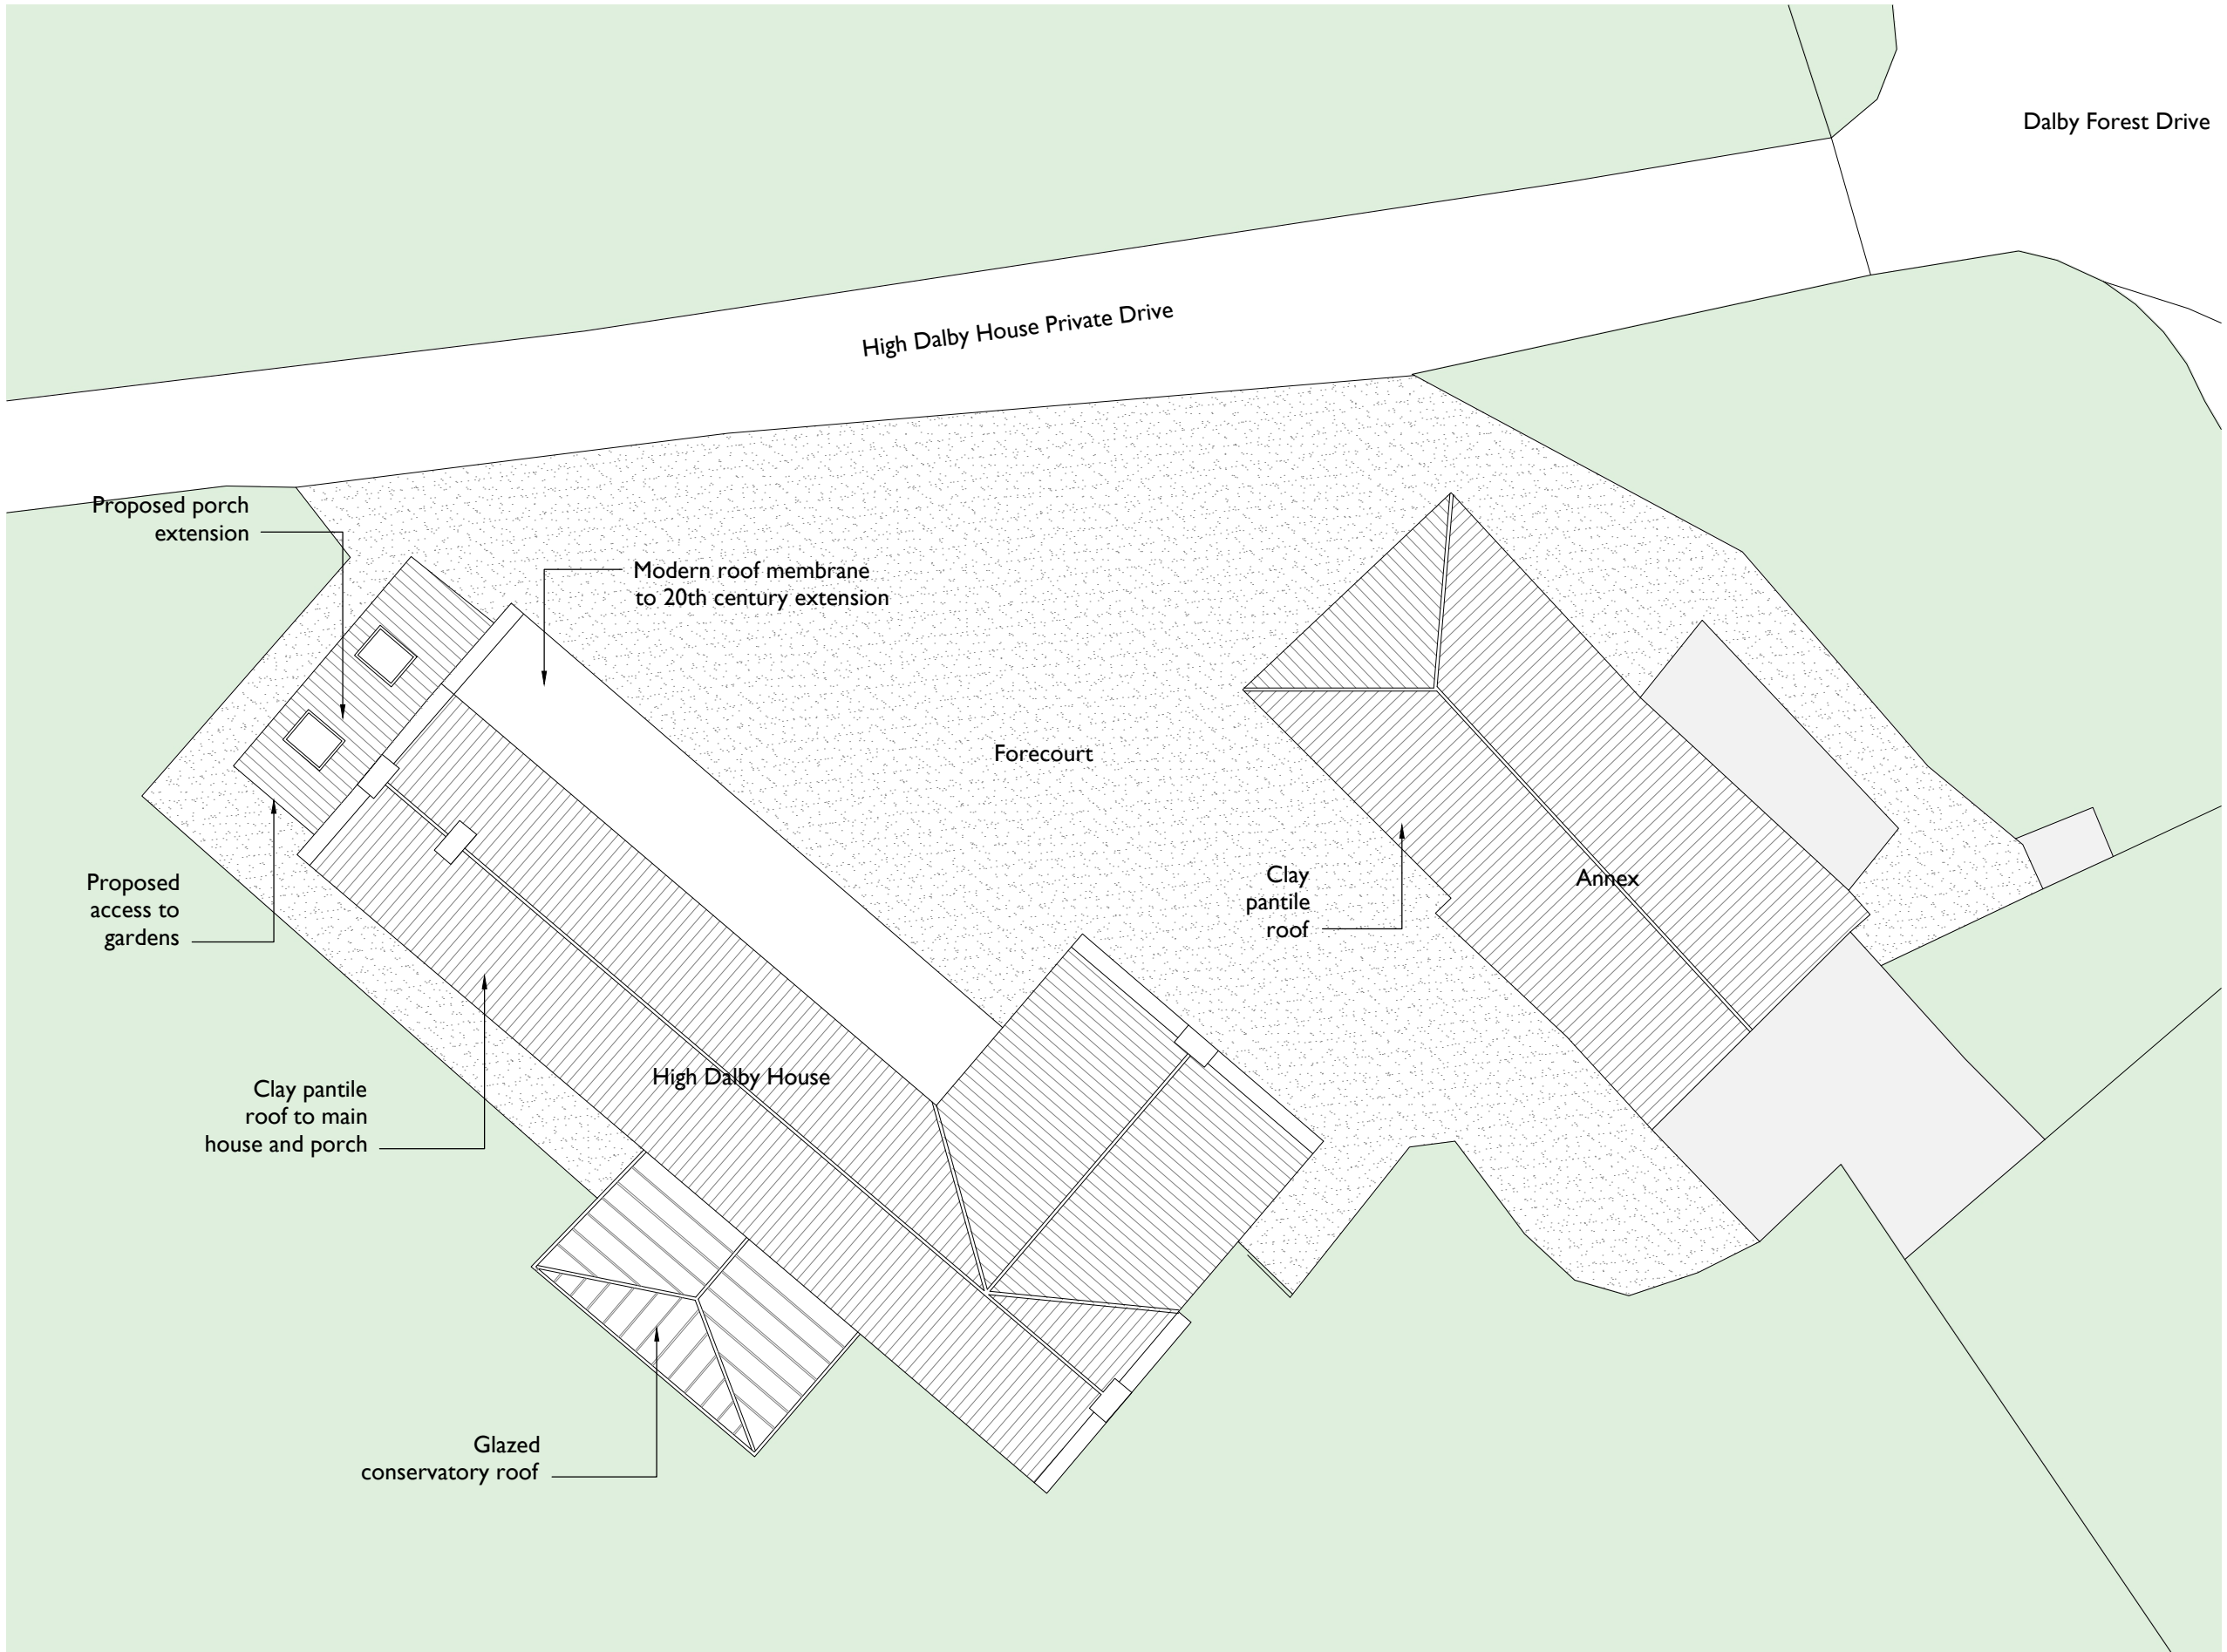 Dalby Forest Drive
High Dalby House Private Drive
Proposed porch
extension
Modern roof membrane
to 20th century extension
Forecourt
Clay
pantile
roof
Annex
Proposed
access to
gardens
High Dalby House
Clay pantile
roof to main
house and porch
Glazed
conservatory roof